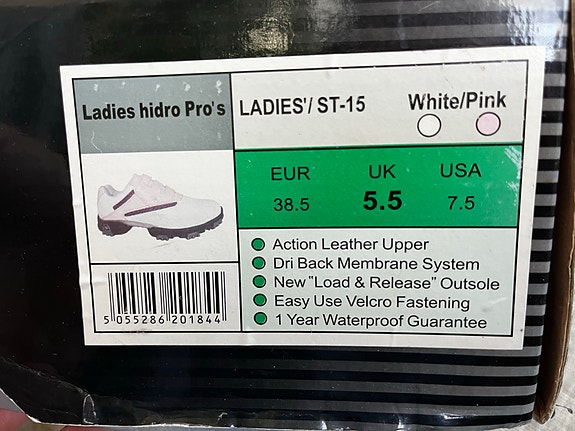 Ladies hidro Pro's
LADIES'/ ST-15
White/Pink
EUR UK USA
38.5 5.5 7.5
Action Leather Upper
Dri Back Membrane System
New "Load & Release" Outsole
Easy Use Velcro Fastening
1 Year Waterproof Guarantee
5 055286 201844